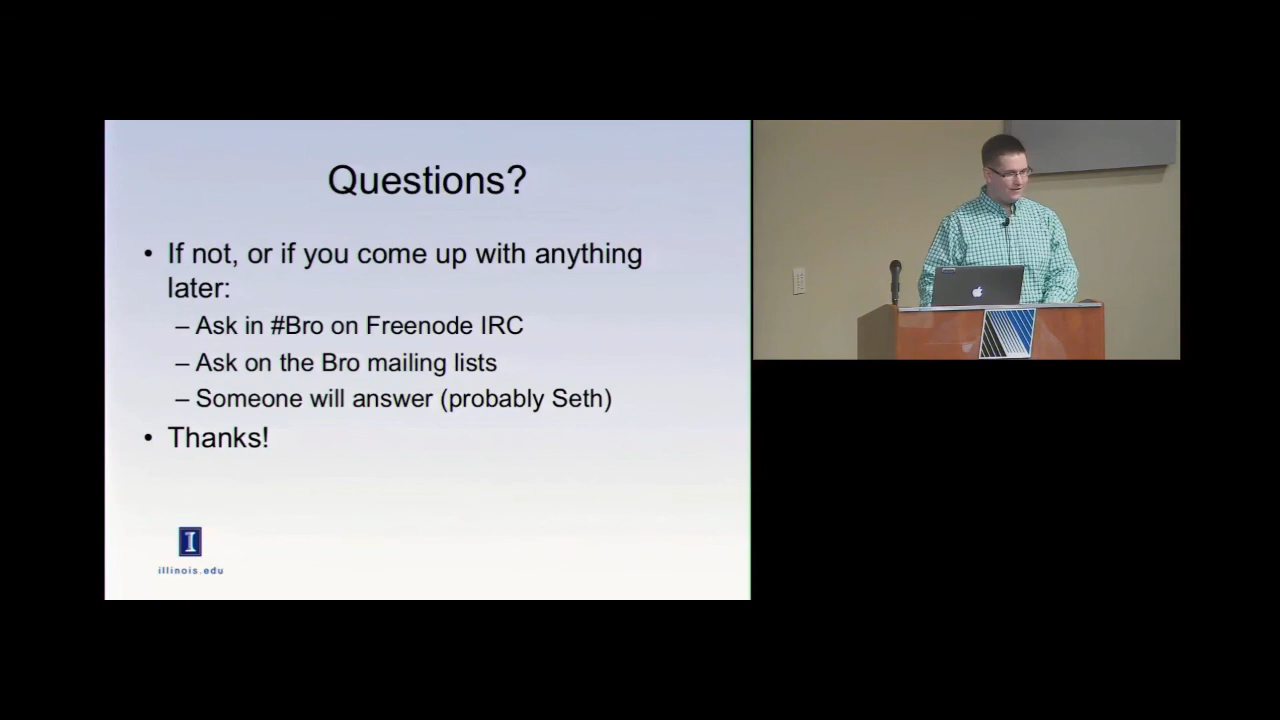 Questions?
• If not, or if you come up with anything
later:
– Ask in #Bro on Freenode IRC
– Ask on the Bro mailing lists
– Someone will answer (probably Seth)
• Thanks!
I
illinois.edu